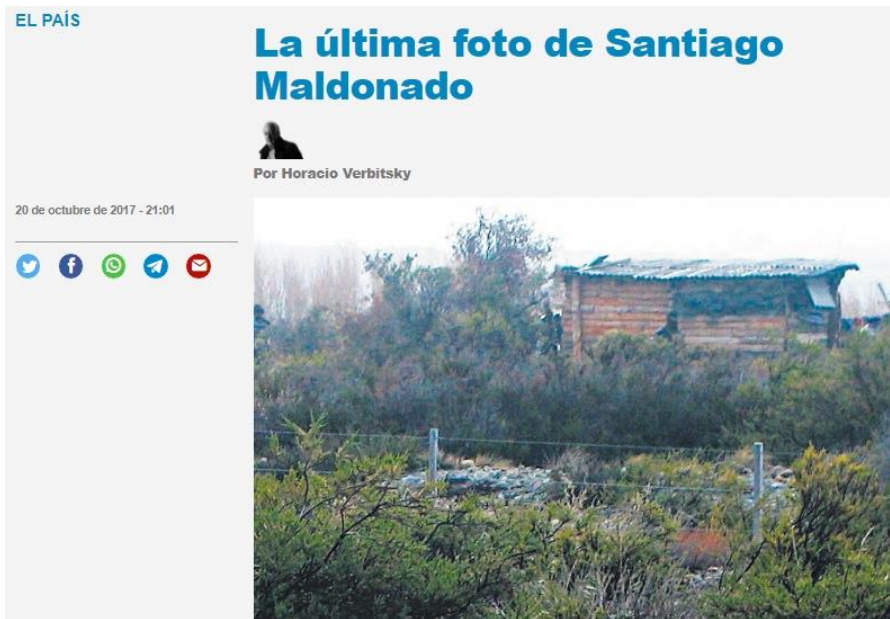 EL PAÍS
La última foto de Santiago
Maldonado
Por Horacio Verbitsky
20 de octubre de 2017 - 21:01